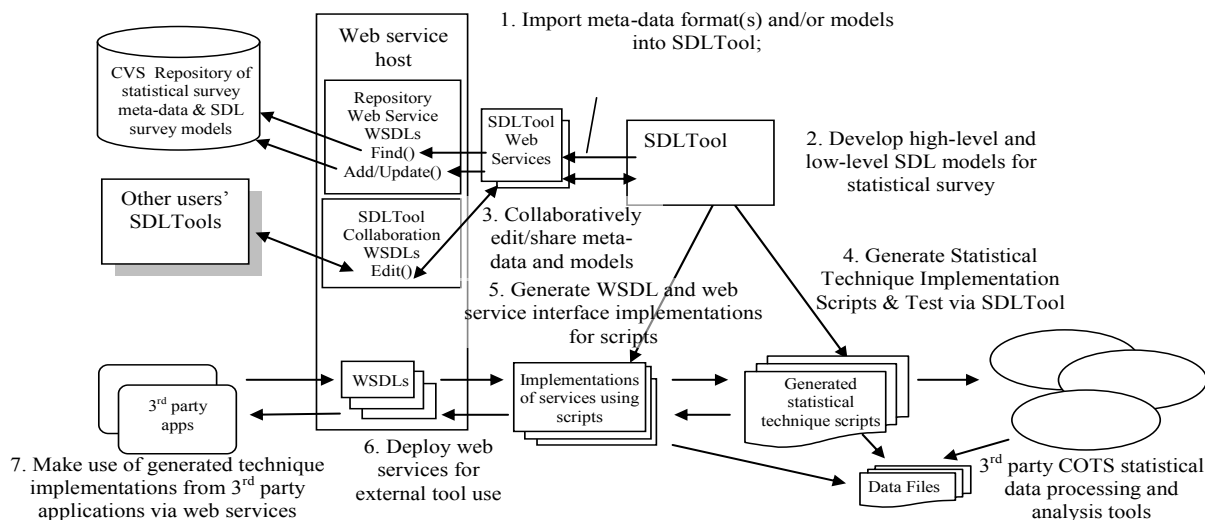 1. Import meta-data format(s) and/or models
into SDLTool;
Web service
host
CVS Repository of
statistical survey
meta-data & SDL
survey models
Repository
Web Service
WSDLs
Find()
Add/Update()
SDLTool
Web
Services
SDLTool
2. Develop high-level and
low-level SDL models for
statistical survey
Other users’
SDLTools
SDLTool
Collaboration
WSDLs
Edit()
3. Collaboratively
edit/share meta-
data and models
4. Generate Statistical
Technique Implementation
Scripts & Test via SDLTool
5. Generate WSDL and web
service interface implementations
for scripts
3rd party
apps
WSDLs
Implementations
of services using
scripts
Generated
statistical
technique scripts
6. Deploy web
services for
external tool use
7. Make use of generated technique
implementations from 3rd party
applications via web services
Data Files
3rd party COTS statistical
data processing and
analysis tools